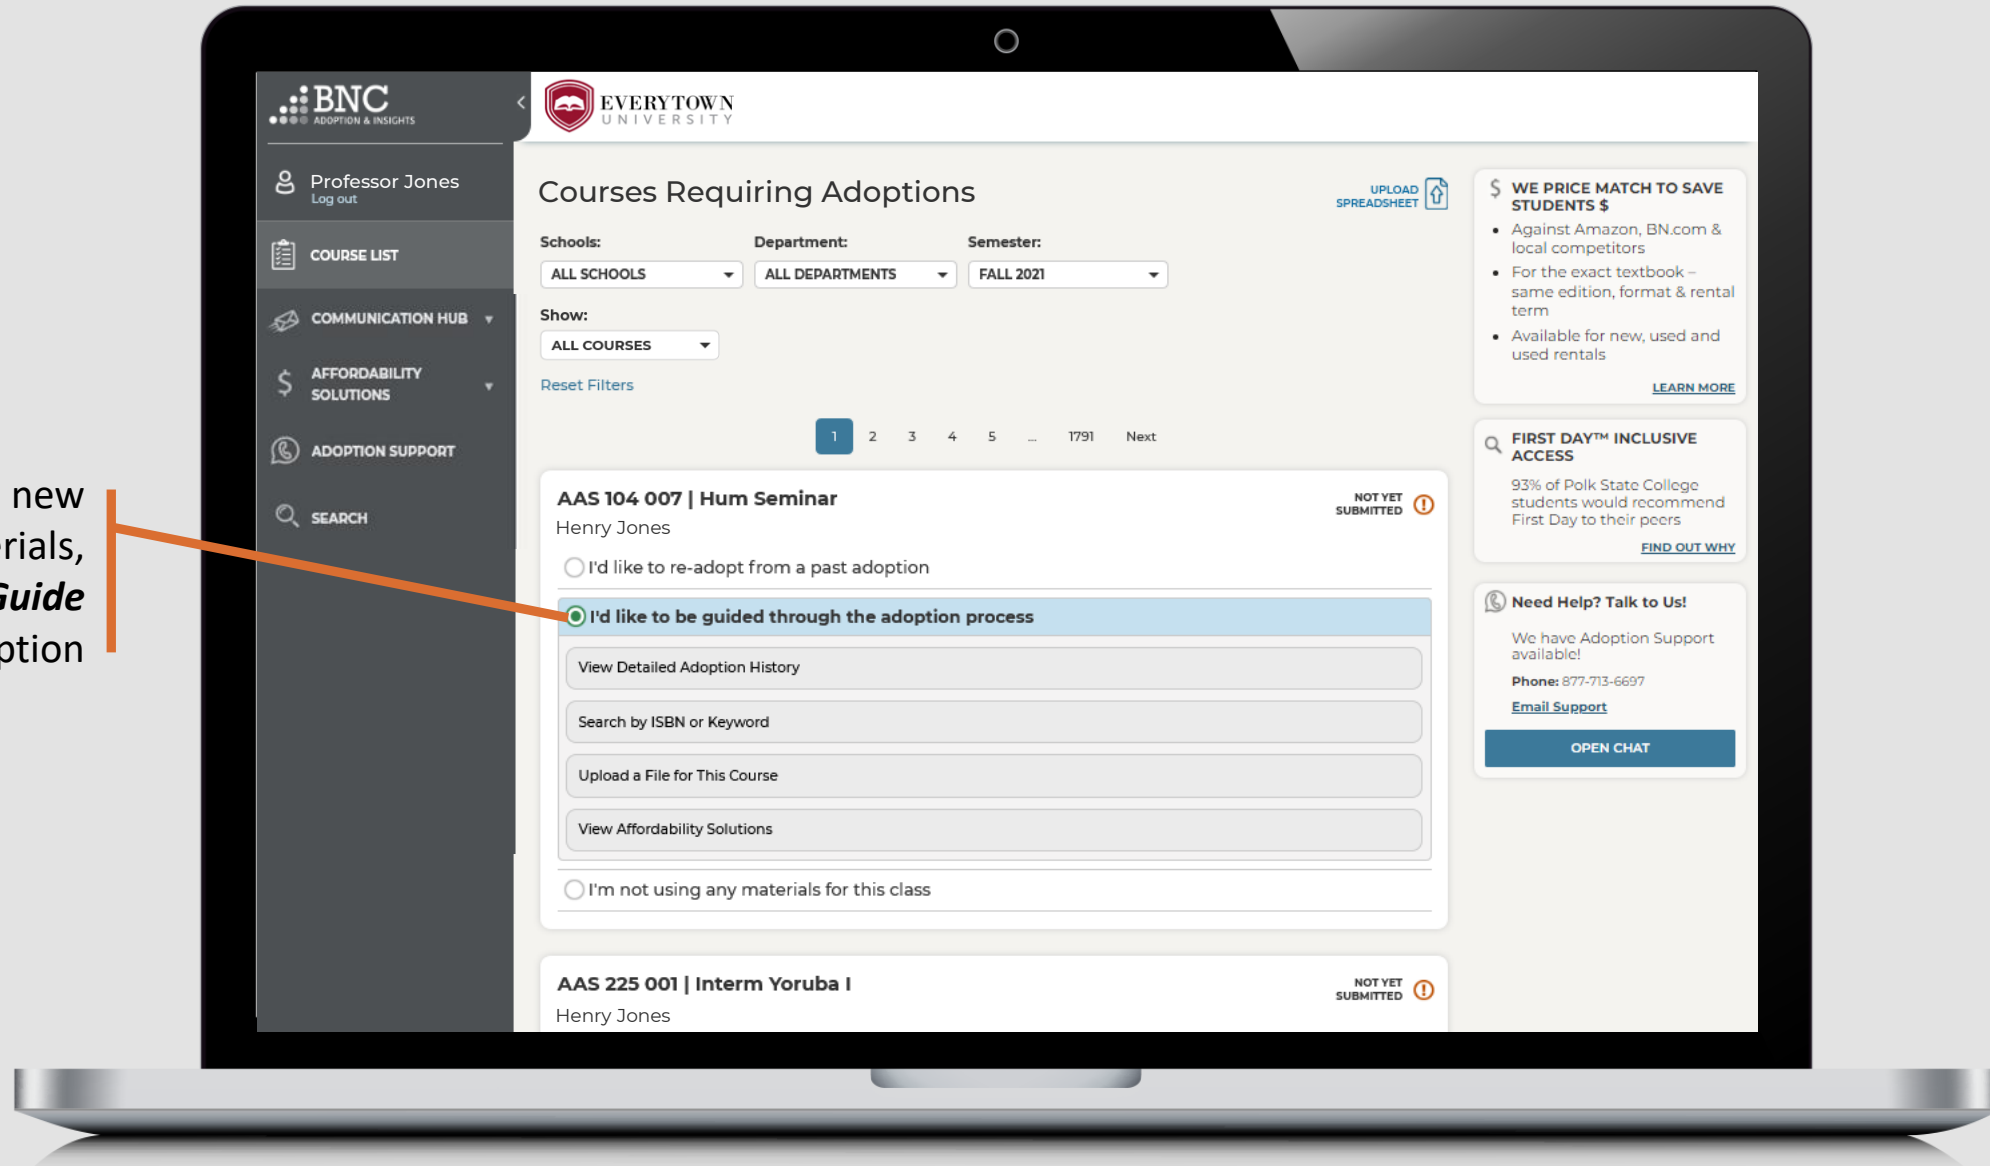 new
Guide
BNC
ADOPTION & INSIGHTS
Professor Jones
Log out
COURSE LIST
COMMUNICATION HUB
AFFORDABILITY
SOLUTIONS
ADOPTION SUPPORT
SEARCH
EVERYTOWN
UNIVERSITY
Courses Requiring Adoptions
UPLOAD
SPREADSHEET
Schools: Department: Semester:
ALL SCHOOLS ALL DEPARTMENTS FALL 2021
Show:
ALL COURSES
Reset Filters
1 2 3 4 5 ... 1791 Next
AAS 104 007 | Hum Seminar
NOT YET
SUBMITTED
Henry Jones
I'd like to re-adopt from a past adoption
I'd like to be guided through the adoption process
View Detailed Adoption History
Search by ISBN or Keyword
Upload a File for This Course
View Affordability Solutions
I'm not using any materials for this class
AAS 225 001 | Interm Yoruba I
NOT YET
SUBMITTED
Henry Jones
$ WE PRICE MATCH TO SAVE
STUDENTS $
• Against Amazon, BN.com &
local competitors
• For the exact textbook –
same edition, format & rental
term
• Available for new, used and
used rentals
LEARN MORE
FIRST DAY™ INCLUSIVE
ACCESS
93% of Polk State College
students would recommend
First Day to their peers
FIND OUT WHY
Need Help? Talk to Us!
We have Adoption Support
available!
Phone: 877-713-6697
Email Support
OPEN CHAT